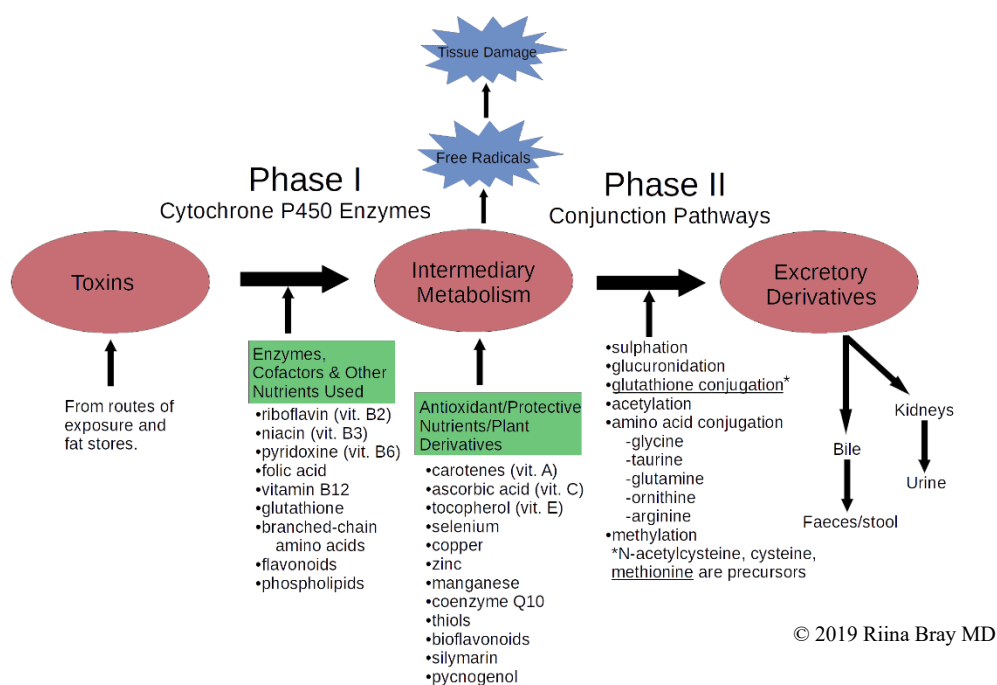 Tissue Damage
Free Radicals
Phase I
Cytochrome P450 Enzymes
Phase II
Conjunction Pathways
Toxins
Intermediary
Metabolism
Excretory
Derivatives
From routes of
exposure and
fat stores.
Enzymes,
Cofactors & Other
Nutrients Used
•riboflavin (vit. B2)
•niacin (vit. B3)
•pyridoxine (vit. B6)
•folic acid
•vitamin B12
•glutathione
•branched-chain
amino acids
•flavonoids
•phospholipids
Antioxidant/Protective
Nutrients/Plant
Derivatives
•carotenes (vit. A)
•ascorbic acid (vit. C)
•tocopherol (vit. E)
•selenium
•copper
•zinc
•manganese
•coenzyme Q10
•thiols
•bioflavonoids
•silymarin
•pycnogenol
•sulphation
•glucuronidation
•glutathione conjugation*
•acetylation
•amino acid conjugation
-glycine
-taurine
-glutamine
-ornithine
-arginine
•methylation
*N-acetylcysteine, cysteine,
methionine are precursors
Bile
Faeces/stool
Kidneys
Urine
© 2019 Riina Bray MD